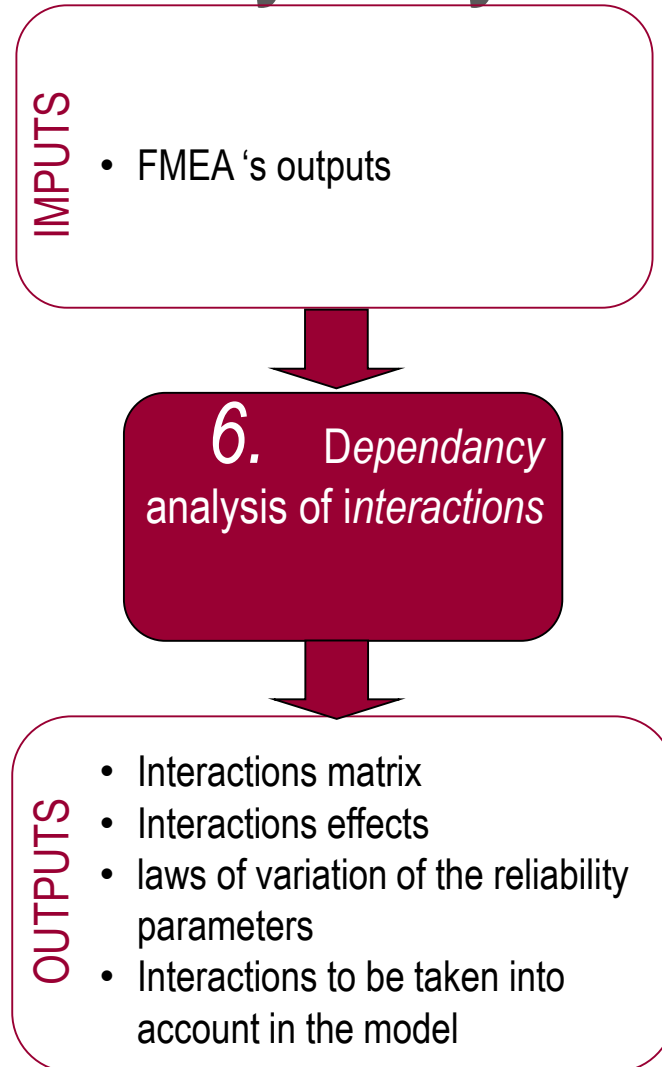 IMPUTS
• FMEA ‘s outputs
6. Dependancy
analysis of interactions
OUTPUTS
• Interactions matrix
• Interactions effects
• laws of variation of the reliability
parameters
• Interactions to be taken into
account in the model